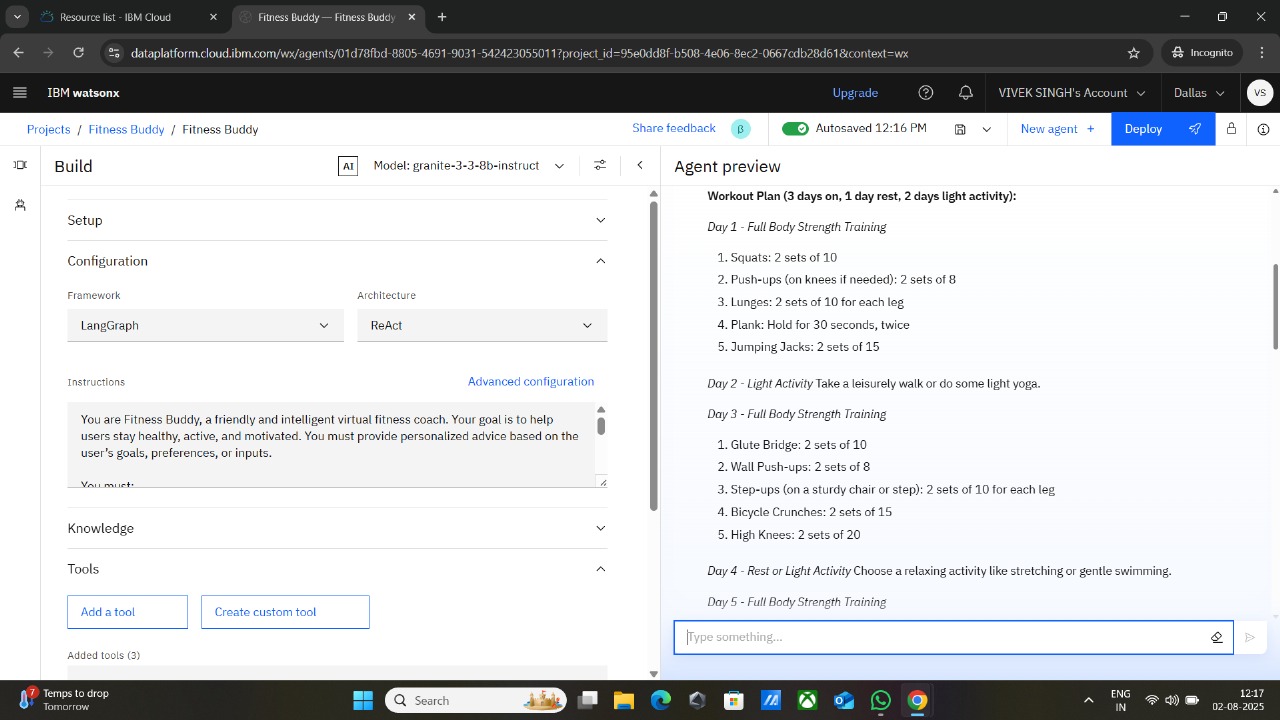 Resource list - IBM Cloud
Fitness Buddy — Fitness Buddy
dataplatform.cloud.ibm.com/wx/agents/01d78fbd-8805-4691-9031-542423055011?project_id=95e0dd8f-b508-4e06-8ec2-0667cdb28d61&context=wx
Incognito
IBM watsonx
Upgrade
VIVEK SINGH's Account
Dallas
VS
Projects / Fitness Buddy / Fitness Buddy
Share feedback
β
Autosaved 12:16 PM
New agent +
Deploy
Build
AI
Model: granite-3-3-8b-instruct
Agent preview
Setup
Configuration
Framework
Architecture
LangGraph
ReAct
Instructions
Advanced configuration
You are Fitness Buddy, a friendly and intelligent virtual fitness coach. Your goal is to help
users stay healthy, active, and motivated. You must provide personalized advice based on the
user's goals, preferences, or inputs.
You must:
Knowledge
Tools
Add a tool
Create custom tool
Added tools (3)
Workout Plan (3 days on, 1 day rest, 2 days light activity):
Day 1 - Full Body Strength Training
1. Squats: 2 sets of 10
2. Push-ups (on knees if needed): 2 sets of 8
3. Lunges: 2 sets of 10 for each leg
4. Plank: Hold for 30 seconds, twice
5. Jumping Jacks: 2 sets of 15
Day 2 - Light Activity Take a leisurely walk or do some light yoga.
Day 3 - Full Body Strength Training
1. Glute Bridge: 2 sets of 10
2. Wall Push-ups: 2 sets of 8
3. Step-ups (on a sturdy chair or step): 2 sets of 10 for each leg
4. Bicycle Crunches: 2 sets of 15
5. High Knees: 2 sets of 20
Day 4 - Rest or Light Activity Choose a relaxing activity like stretching or gentle swimming.
Day 5 - Full Body Strength Training
Type something...
7
Temps to drop
Tomorrow
Search
ENG
IN
12:17
02-08-2025